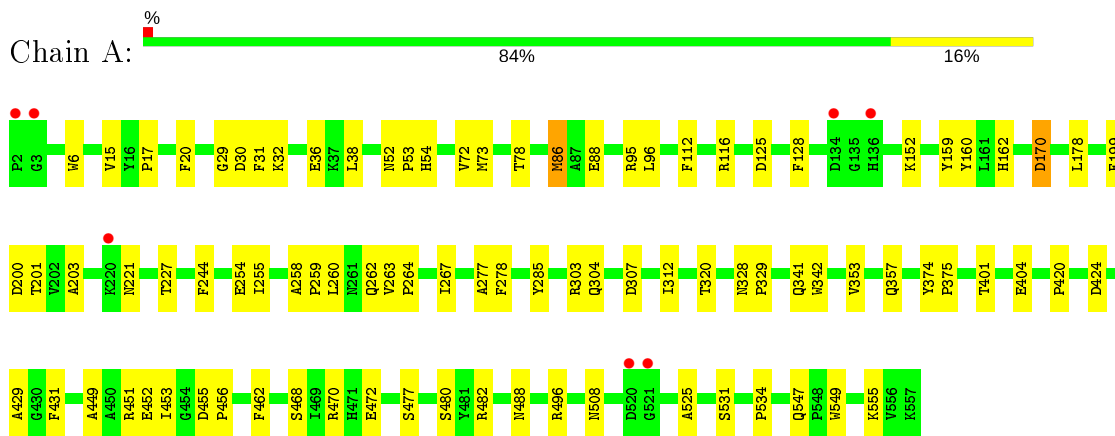 %
Chain A:
84% 16%
P2 G3 W6 V15 Y16 P17 F20 G29 D30 F31 K32 E36 K37 L38 N52 P53 H54 V72 M73 T78 M86 A87 E88 R95 L96 F112 R116 D125 F128 D134 G135 H136 K152 Y159 Y160 L161 H162 D170 L178
D200 T201 V202 A203 K220 N221 T227 F244 E254 I255 A258 P259 L260 N261 Q262 V263 P264 I267 A277 F278 Y285 R303 Q304 D307 I312 T320 N328 P329 Q341 W342 V353 Q357 Y374 P375 T401 E404 P420 D424
A429 G430 F431 A449 A450 R451 E452 I453 G454 D455 P456 F462 S468 I469 R470 H471 E472 S477 S480 Y481 R482 N488 R496 N508 D520 G521 A525 S531 P534 Q547 P548 W549 K555 V556 K557